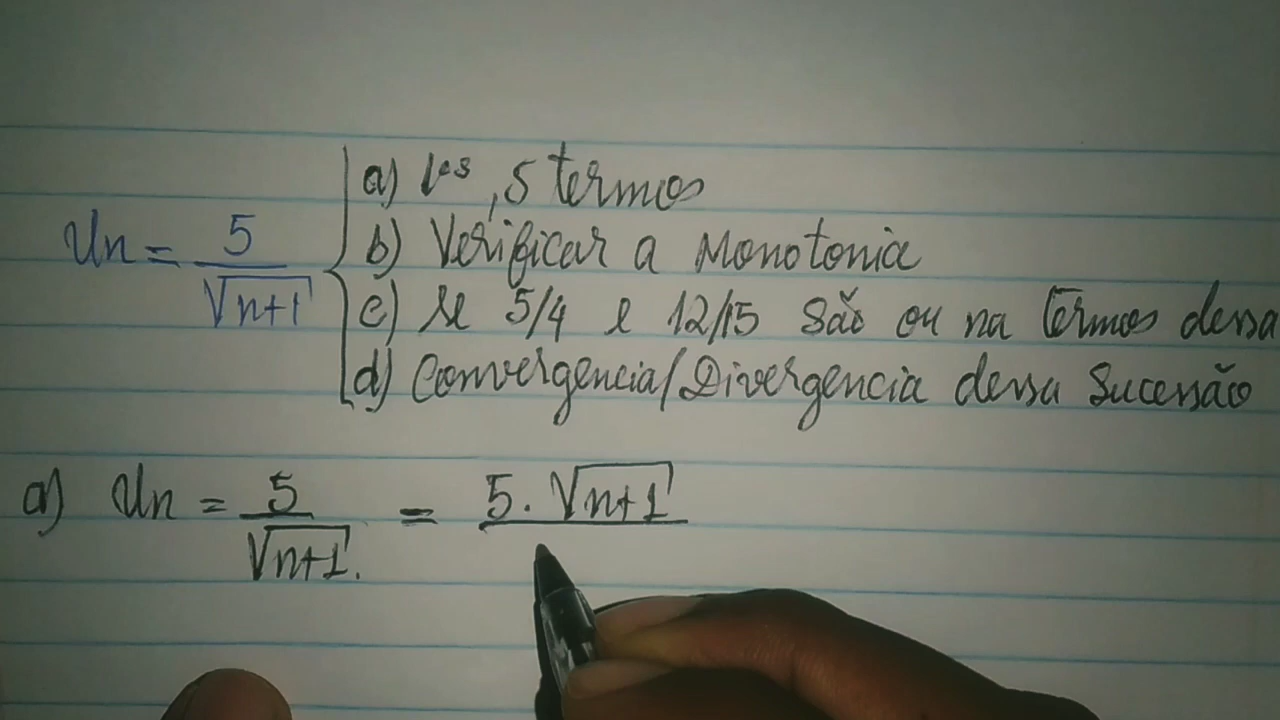 Un = 5/√n+1
a) 1os, 5 termos
b) Verificar a Monotonia
c) se 5/4 e 12/15 são ou na Termos dessa
d) Convergencia/Divergencia dessa Sucessão
a) Un = 5/√n+1. = 5.√n+1